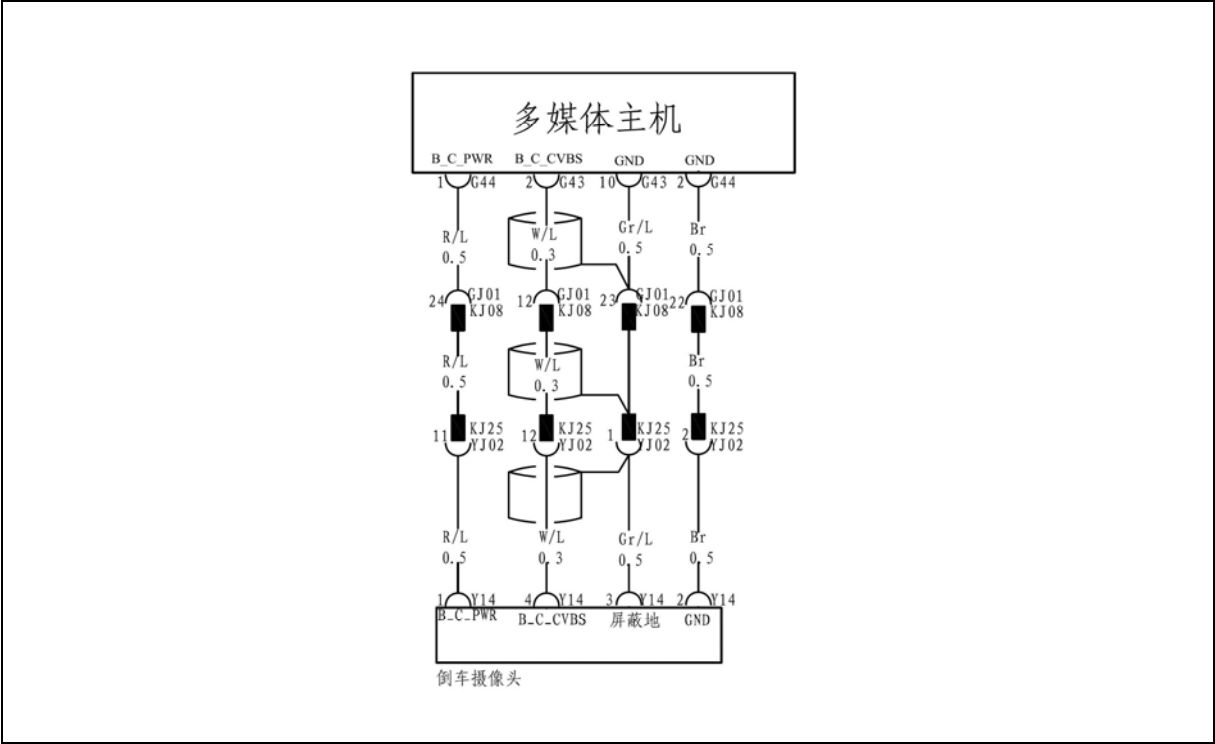 多媒体主机
B_C_PWR B_C_CVBS GND GND
1 G44 2 G43 10 G43 2 G44
R/L W/L Gr/L Br
0.5 0.3 0.5 0.5
24 GJ01 12 GJ01 23 GJ01 22 GJ01
KJ08 KJ08 KJ08 KJ08
R/L W/L Br
0.5 0.3 0.5
11 KJ25 12 KJ25 1 KJ25 2 KJ25
YJ02 YJ02 YJ02 YJ02
R/L W/L Gr/L Br
0.5 0.3 0.5 0.5
1 Y14 4 Y14 3 Y14 2 Y14
B_C_PWR B_C_CVBS 屏蔽地 GND
倒车摄像头